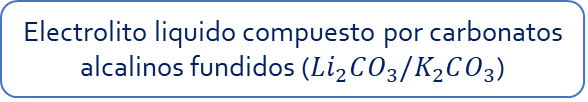 Electrolito liquido compuesto por carbonatos
alcalinos fundidos (𝐿𝑖₂𝐶𝑂₃/𝐾₂𝐶𝑂₃)